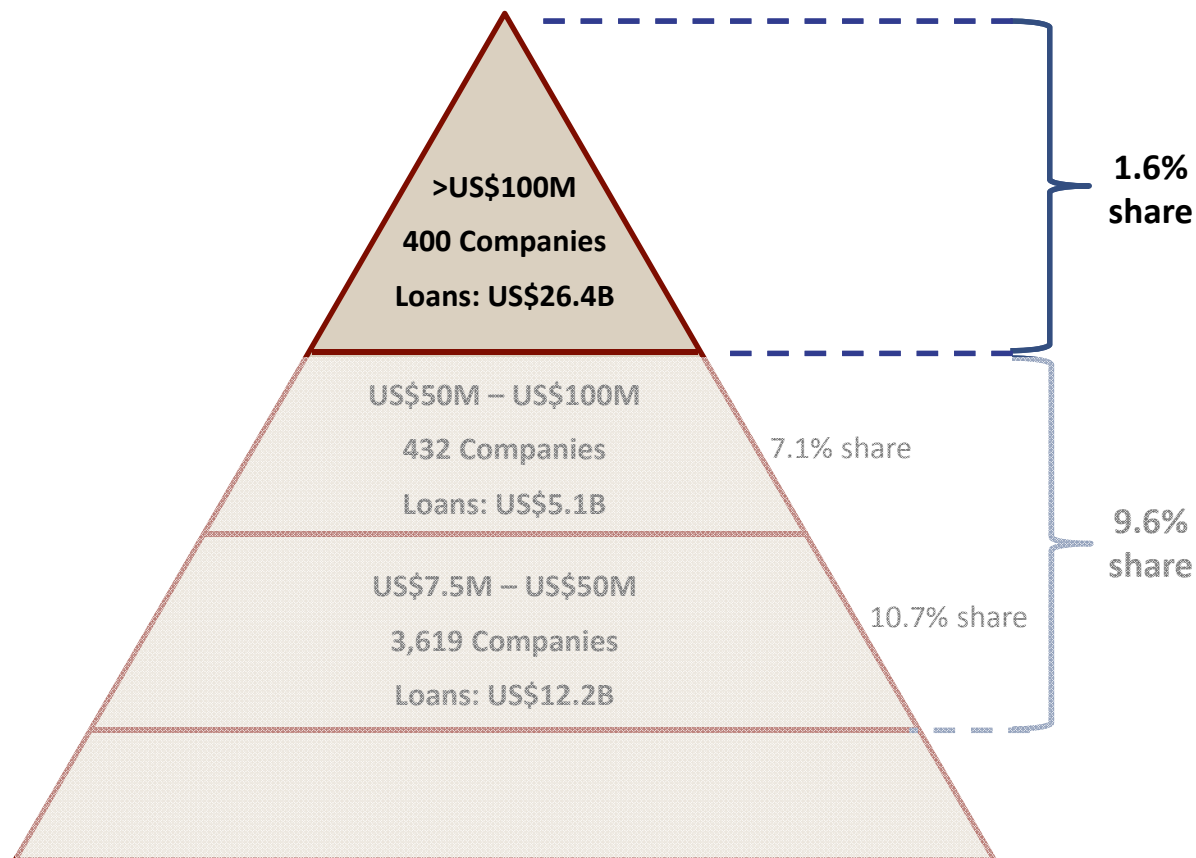 >US$100M
400 Companies
Loans: US$26.4B
1.6%
share
US$50M – US$100M
432 Companies
Loans: US$5.1B
7.1% share
9.6%
share
US$7.5M – US$50M
3,619 Companies
Loans: US$12.2B
10.7% share